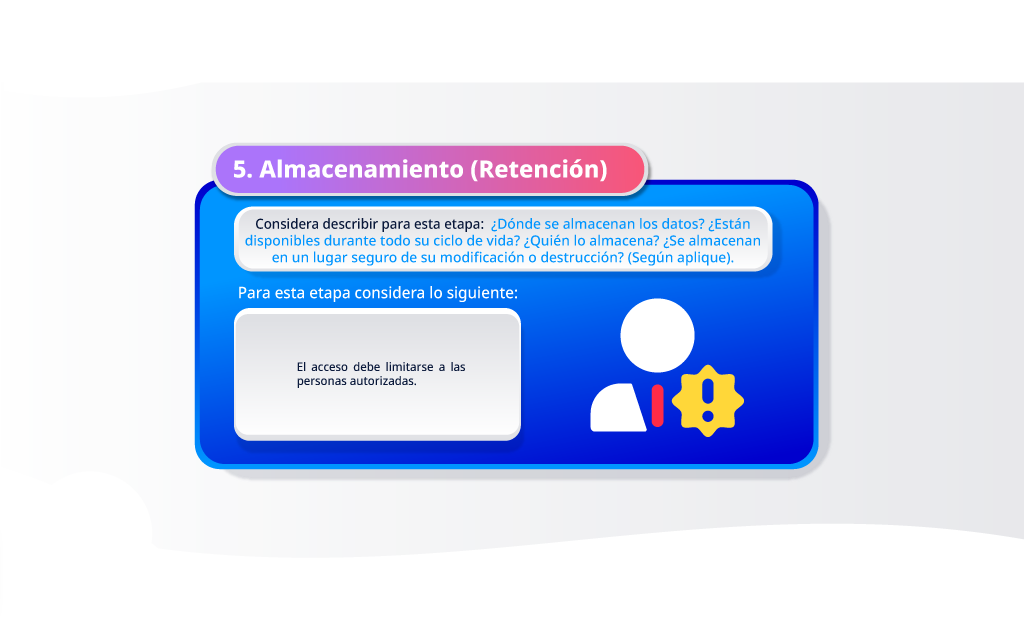 5. Almacenamiento (Retención)
Considera describir para esta etapa: ¿Dónde se almacenan los datos? ¿Están
disponibles durante todo su ciclo de vida? ¿Quién lo almacena? ¿Se almacenan
en un lugar seguro de su modificación o destrucción? (Según aplique).
Para esta etapa considera lo siguiente:
El acceso debe limitarse a las
personas autorizadas.